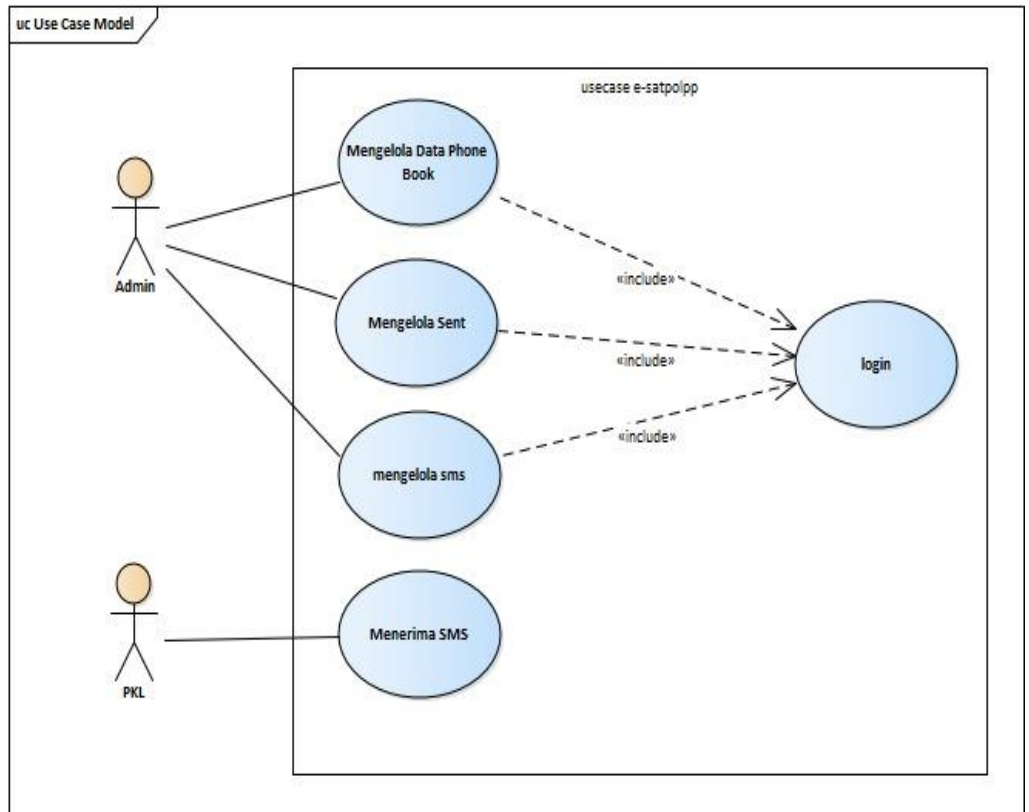 uc Use Case Model
usecase e-satpolpp
Mengelola Data Phone
Book
Admin
«include»
Mengelola Sent
«include»
login
«include»
mengelola sms
Menerima SMS
PKL